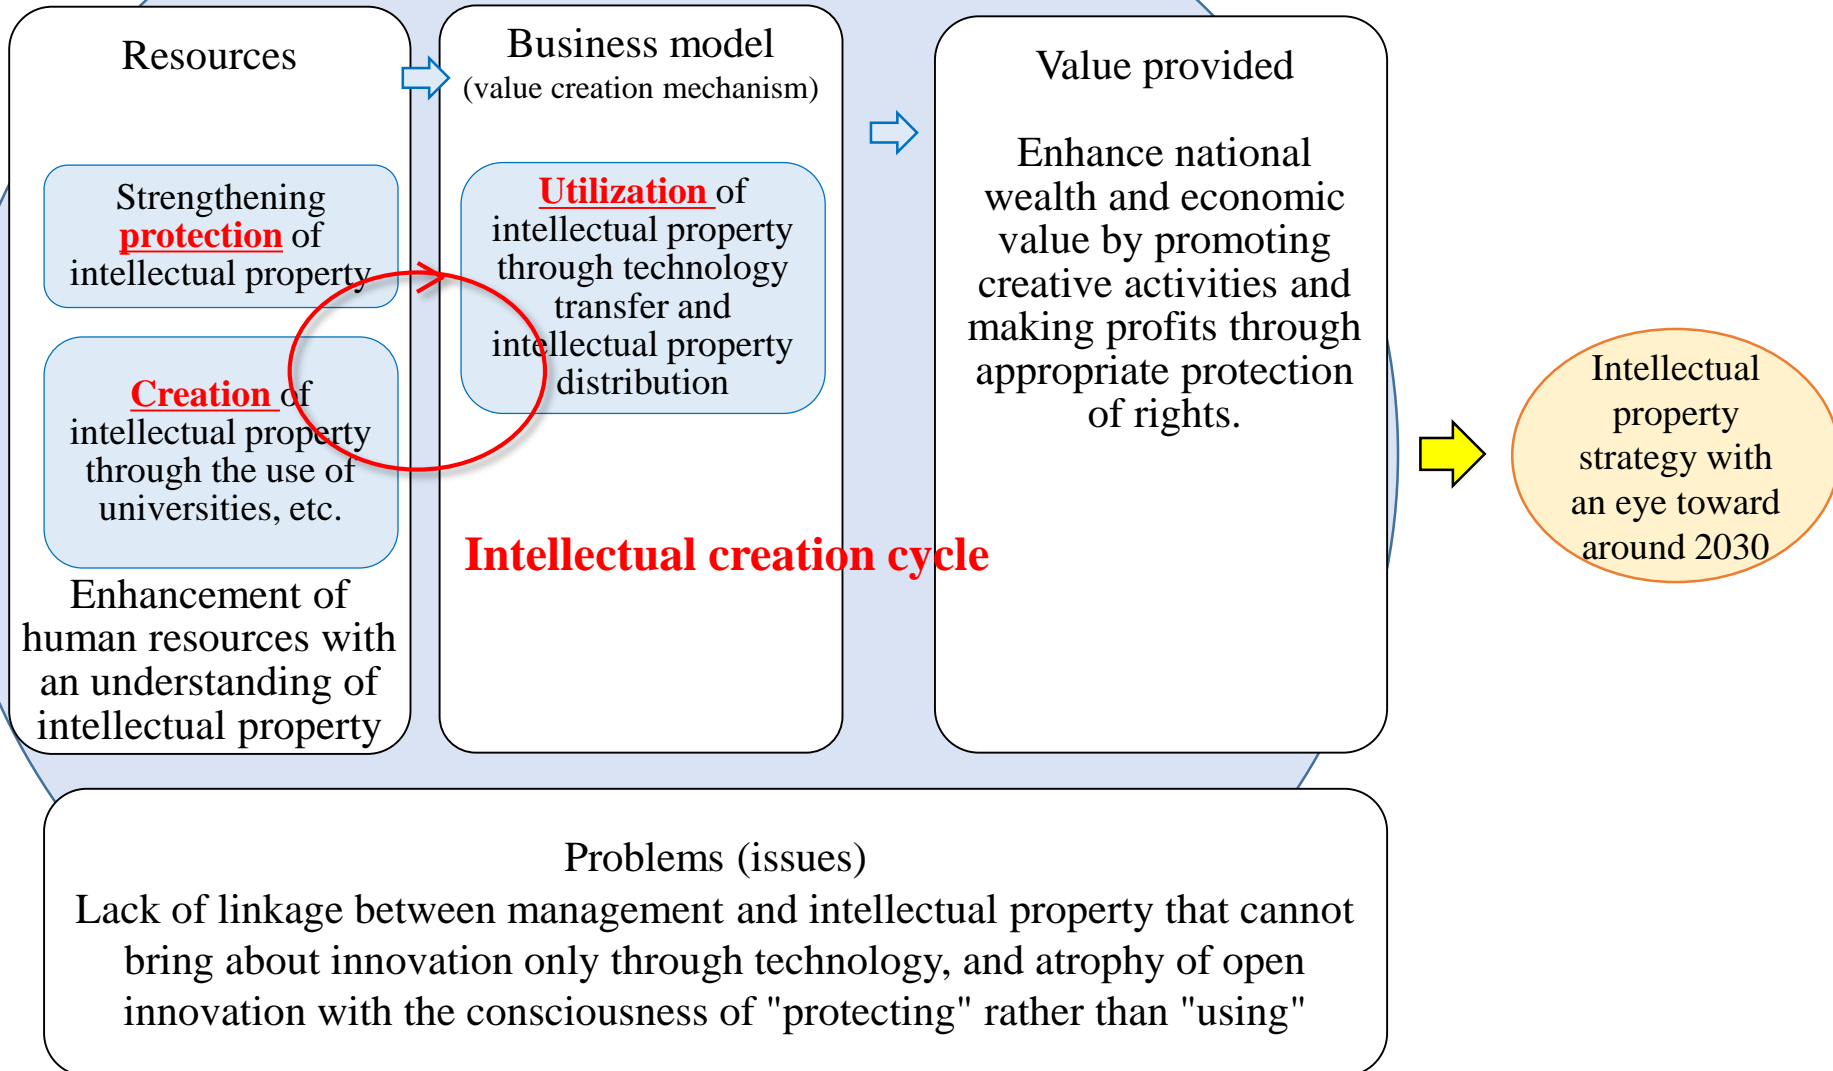 Resources
Strengthening
protection of
intellectual property
Creation of
intellectual property
through the use of
universities, etc.
Enhancement of
human resources with
an understanding of
intellectual property
Business model
(value creation mechanism)
Utilization of
intellectual property
through technology
transfer and
intellectual property
distribution
Intellectual creation cycle
Value provided
Enhance national
wealth and economic
value by promoting
creative activities and
making profits through
appropriate protection
of rights.
Intellectual
property
strategy with
an eye toward
around 2030
Problems (issues)
Lack of linkage between management and intellectual property that cannot
bring about innovation only through technology, and atrophy of open
innovation with the consciousness of "protecting" rather than "using"